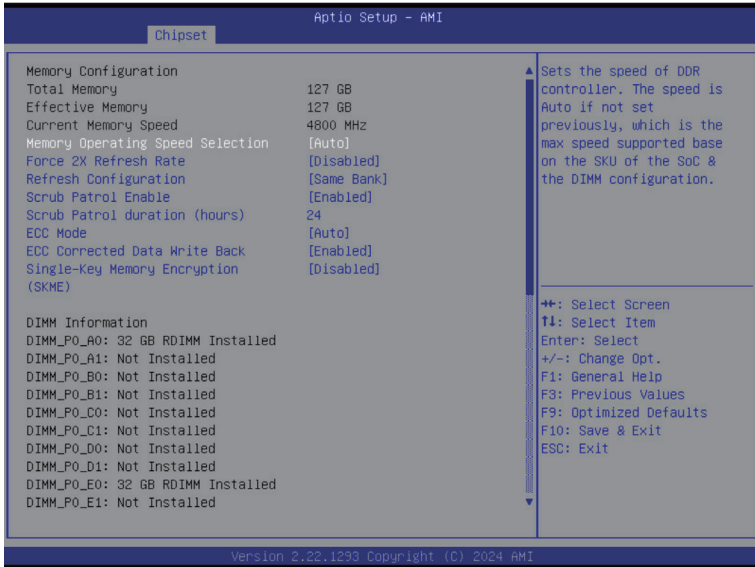 Aptio Setup – AMI
Chipset
Memory Configuration
Total Memory 127 GB
Effective Memory 127 GB
Current Memory Speed 4800 MHz
Memory Operating Speed Selection [Auto]
Force 2X Refresh Rate [Disabled]
Refresh Configuration [Same Bank]
Scrub Patrol Enable [Enabled]
Scrub Patrol duration (hours) 24
ECC Mode [Auto]
ECC Corrected Data Write Back [Enabled]
Single-Key Memory Encryption [Disabled]
(SKME)
DIMM Information
DIMM_P0_A0: 32 GB RDIMM Installed
DIMM_P0_A1: Not Installed
DIMM_P0_B0: Not Installed
DIMM_P0_B1: Not Installed
DIMM_P0_C0: Not Installed
DIMM_P0_C1: Not Installed
DIMM_P0_D0: Not Installed
DIMM_P0_D1: Not Installed
DIMM_P0_E0: 32 GB RDIMM Installed
DIMM_P0_E1: Not Installed
Sets the speed of DDR
controller. The speed is
Auto if not set
previously, which is the
max speed supported base
on the SKU of the SoC &
the DIMM configuration.
→←: Select Screen
↑↓: Select Item
Enter: Select
+/-: Change Opt.
F1: General Help
F3: Previous Values
F9: Optimized Defaults
F10: Save & Exit
ESC: Exit
Version 2.22.1293 Copyright (C) 2024 AMI